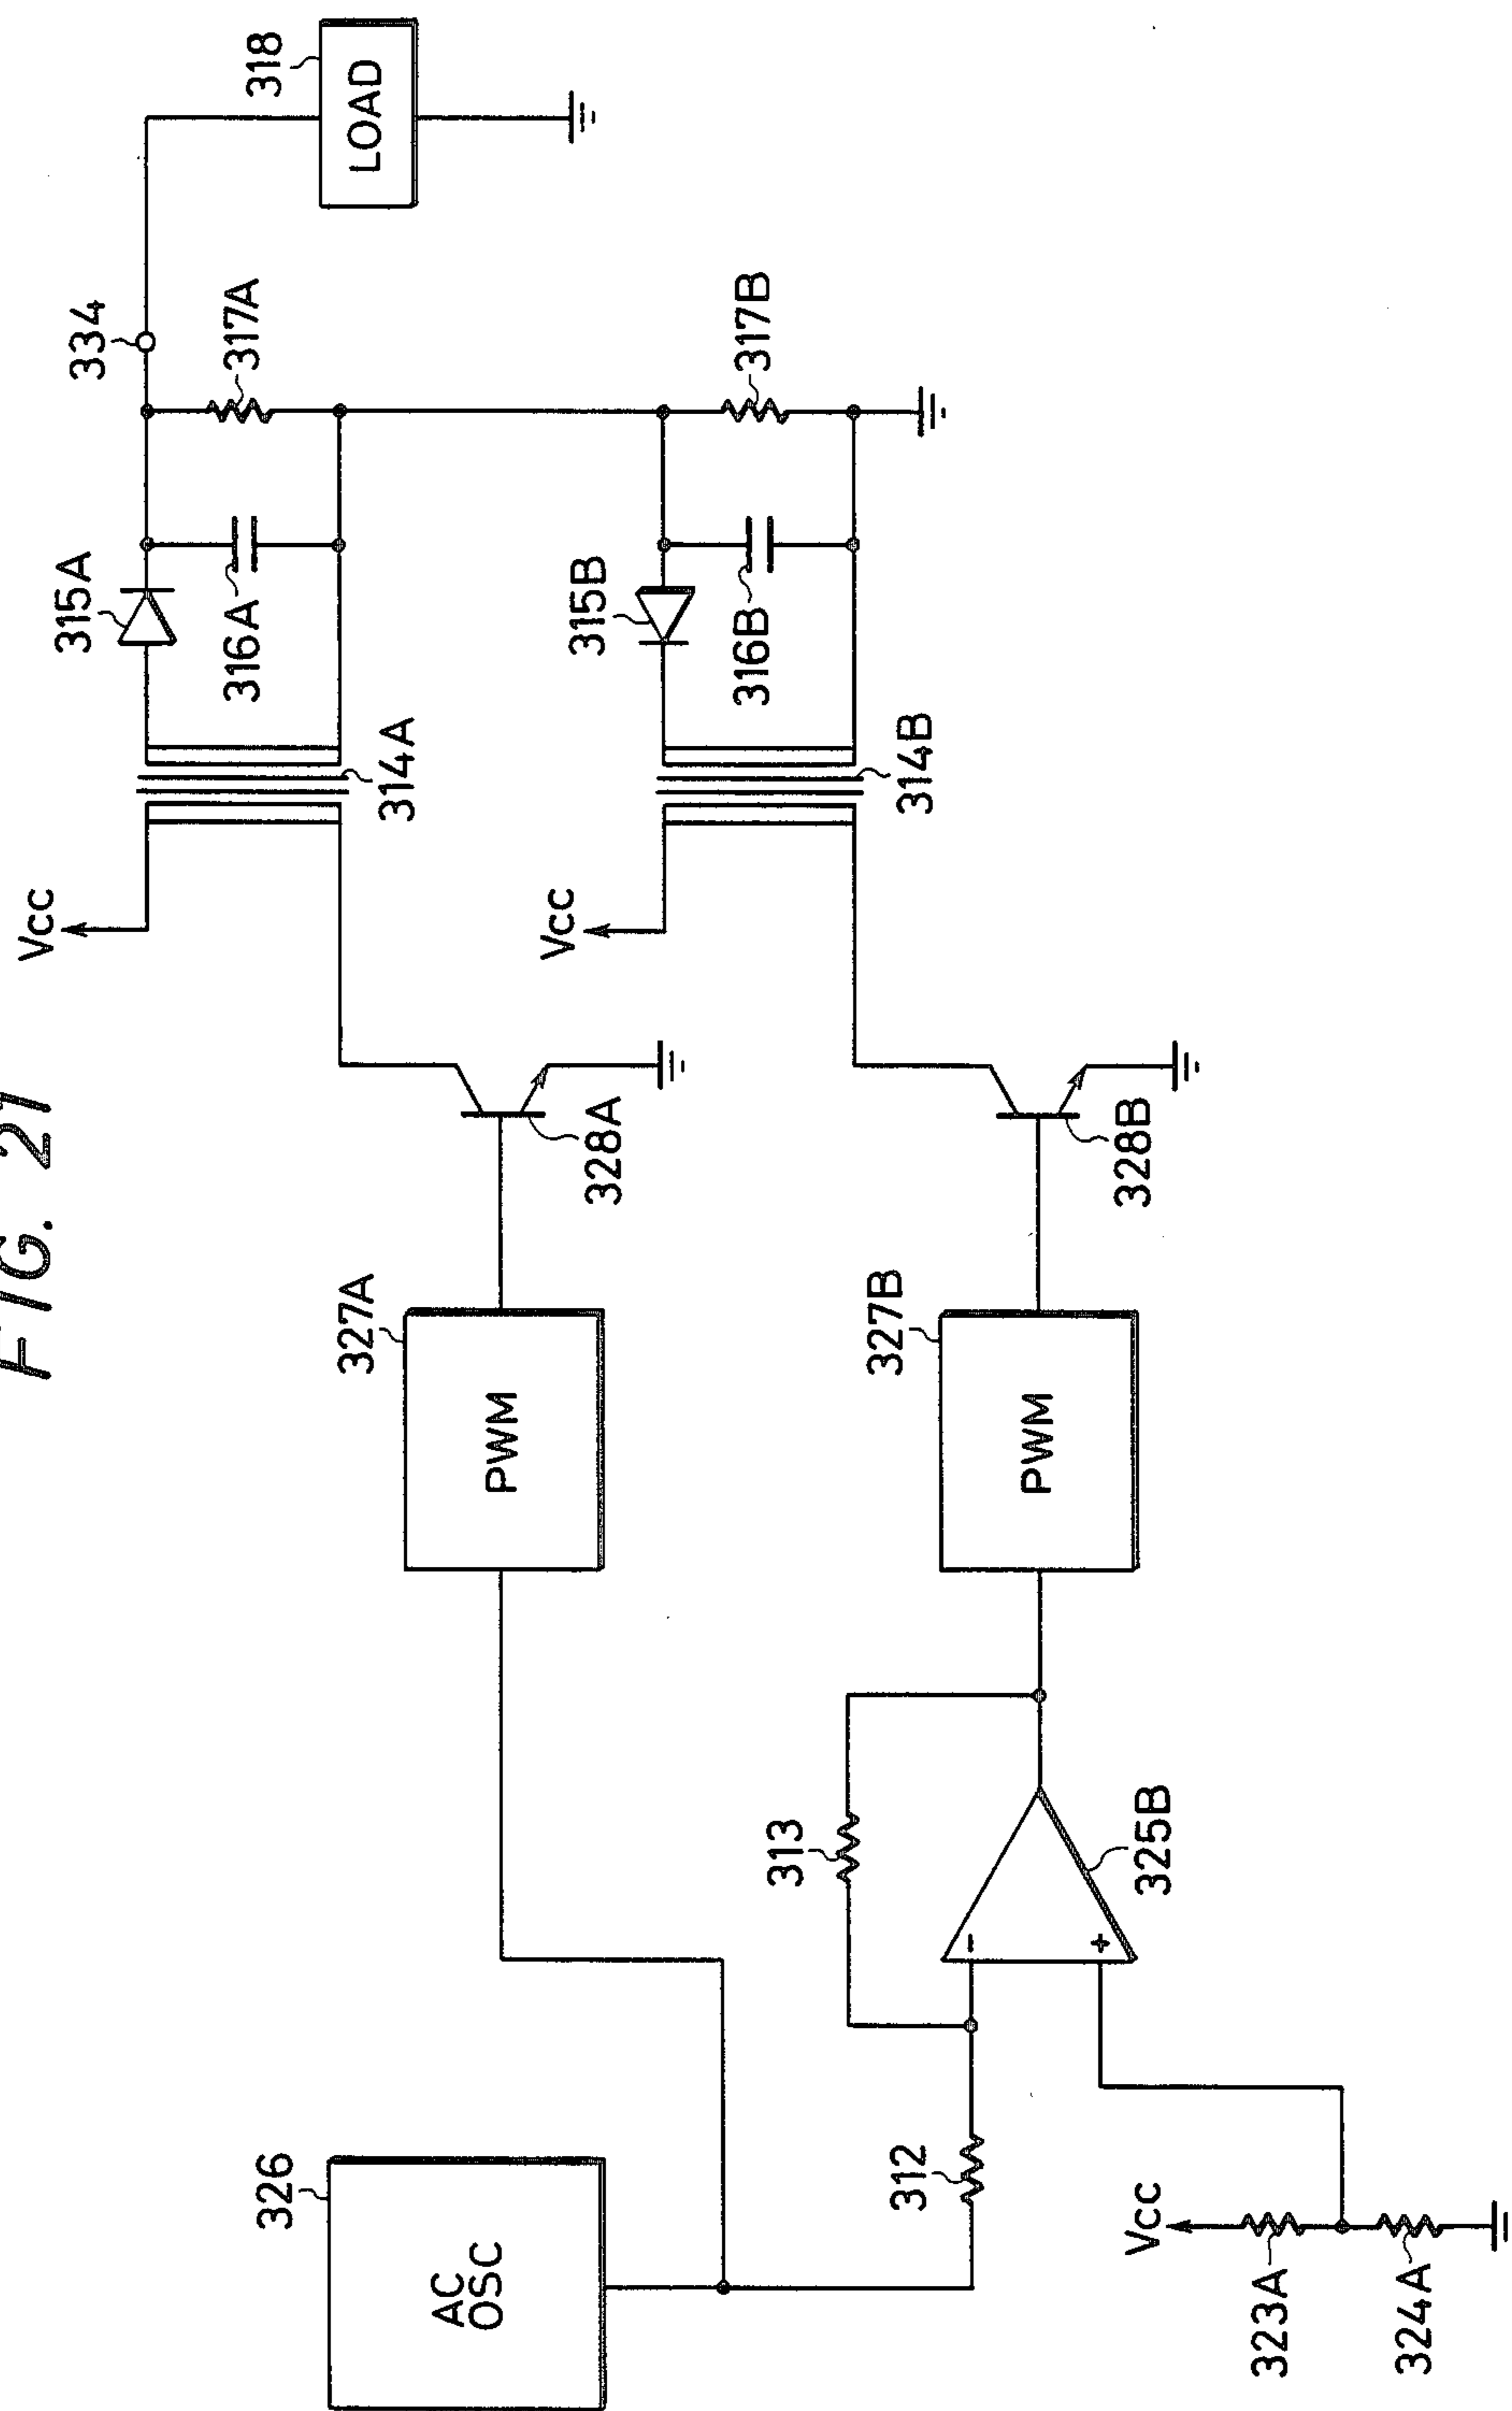 FIG. 21
326
AC
OSC
327A
PWM
328A
Vcc
314A
315A
316A
334
317A
318
LOAD
312
313
325B
-
+
Vcc
323A
324A
327B
PWM
328B
Vcc
314B
315B
316B
317B